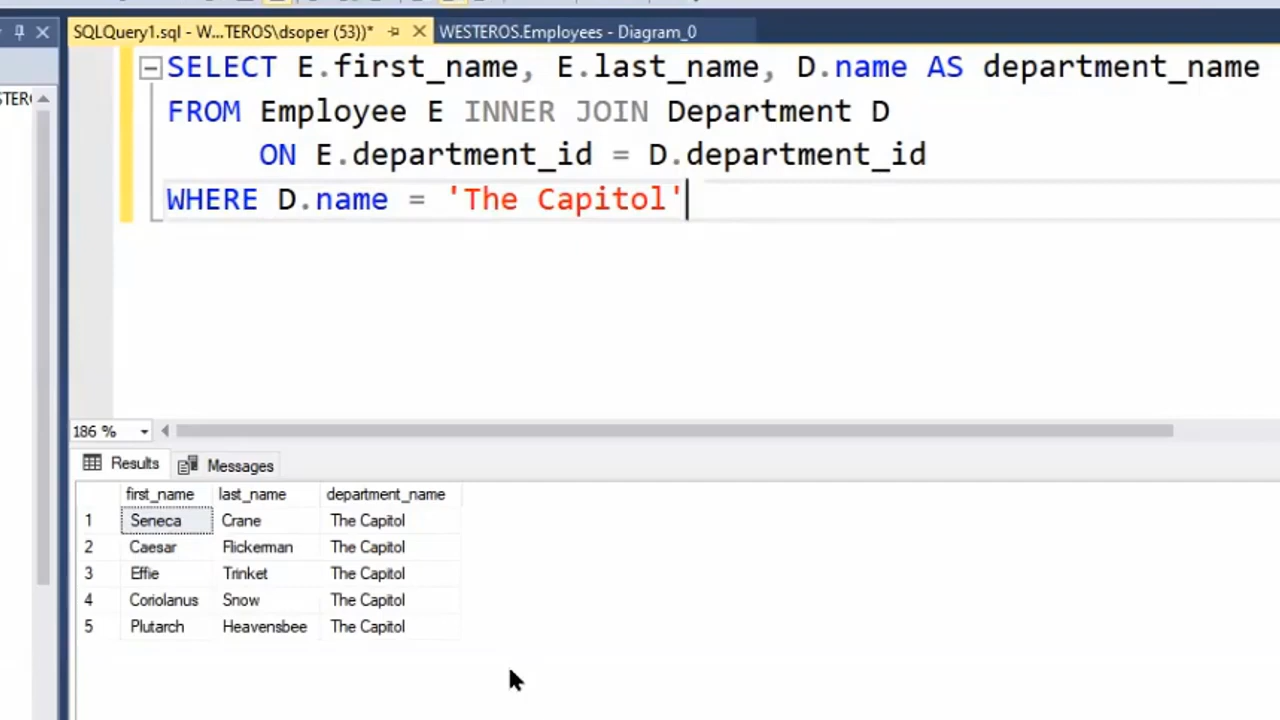 SQLQuery1.sql - W...TEROS\dsoper (53))* WESTEROS.Employees - Diagram_0
SELECT E.first_name, E.last_name, D.name AS department_name
FROM Employee E INNER JOIN Department D
ON E.department_id = D.department_id
WHERE D.name = 'The Capitol'
186 %
Results Messages
first_name last_name department_name
1 Seneca Crane The Capitol
2 Caesar Flickerman The Capitol
3 Effie Trinket The Capitol
4 Coriolanus Snow The Capitol
5 Plutarch Heavensbee The Capitol